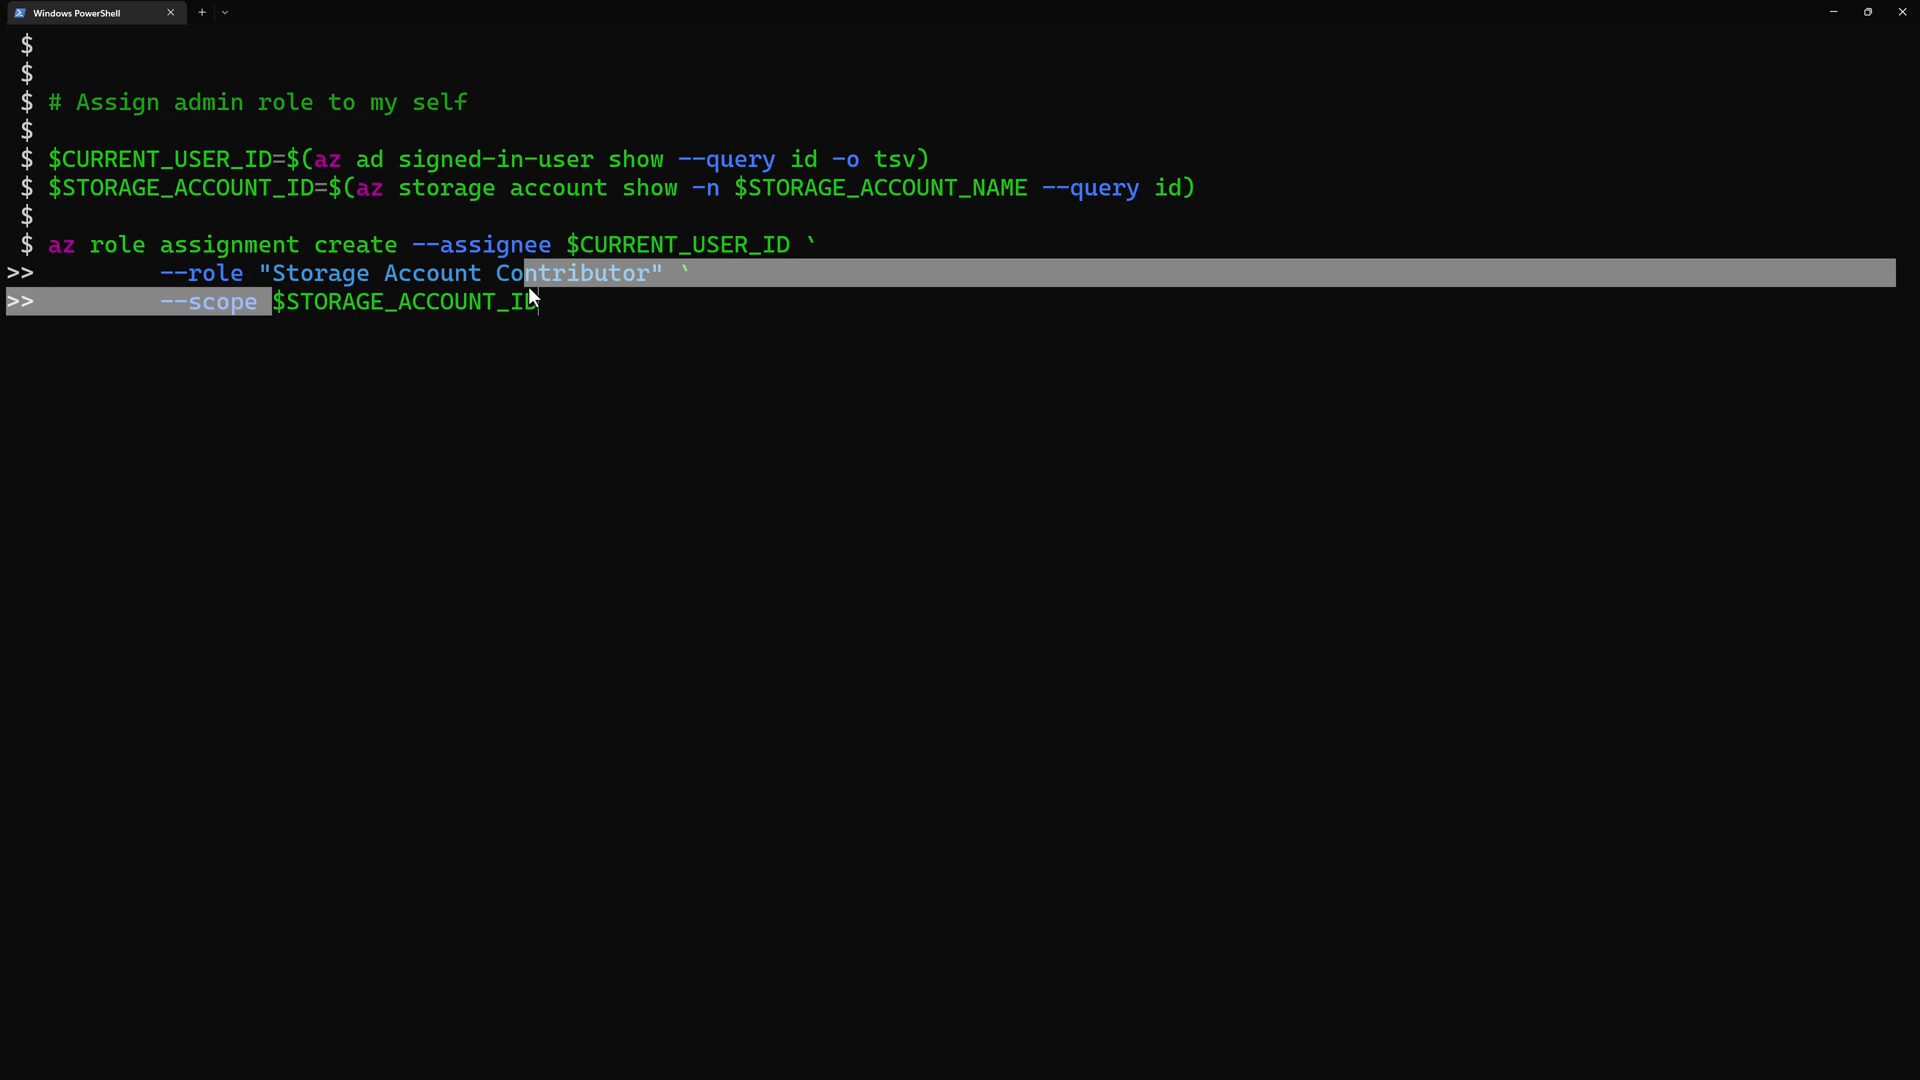 Windows PowerShell
$
$
$ # Assign admin role to my self
$
$ $CURRENT_USER_ID=$(az ad signed-in-user show --query id -o tsv)
$ $STORAGE_ACCOUNT_ID=$(az storage account show -n $STORAGE_ACCOUNT_NAME --query id)
$
$ az role assignment create --assignee $CURRENT_USER_ID `
>> --role "Storage Account Contributor" `
>> --scope $STORAGE_ACCOUNT_ID